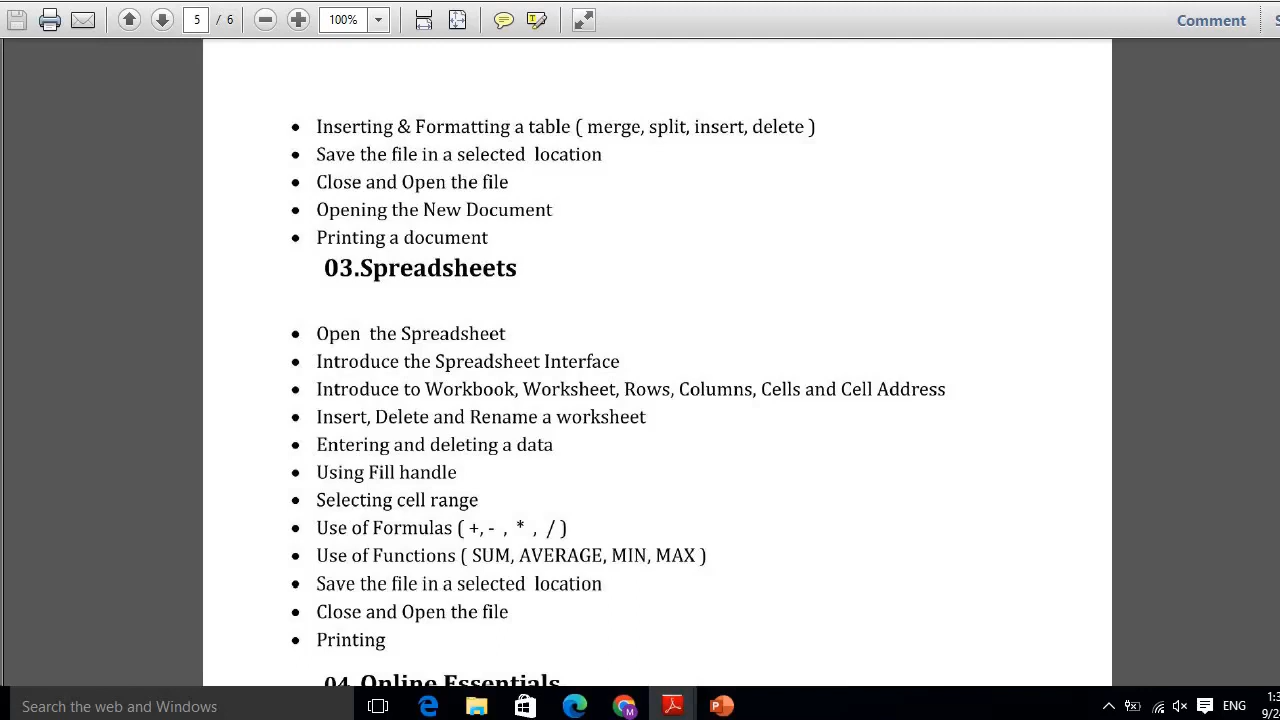 5 / 6 100% Comment
• Inserting & Formatting a table ( merge, split, insert, delete )
• Save the file in a selected location
• Close and Open the file
• Opening the New Document
• Printing a document
03.Spreadsheets
• Open the Spreadsheet
• Introduce the Spreadsheet Interface
• Introduce to Workbook, Worksheet, Rows, Columns, Cells and Cell Address
• Insert, Delete and Rename a worksheet
• Entering and deleting a data
• Using Fill handle
• Selecting cell range
• Use of Formulas ( +, - , * , / )
• Use of Functions ( SUM, AVERAGE, MIN, MAX )
• Save the file in a selected location
• Close and Open the file
• Printing
04. Online Essentials
Search the web and Windows ENG